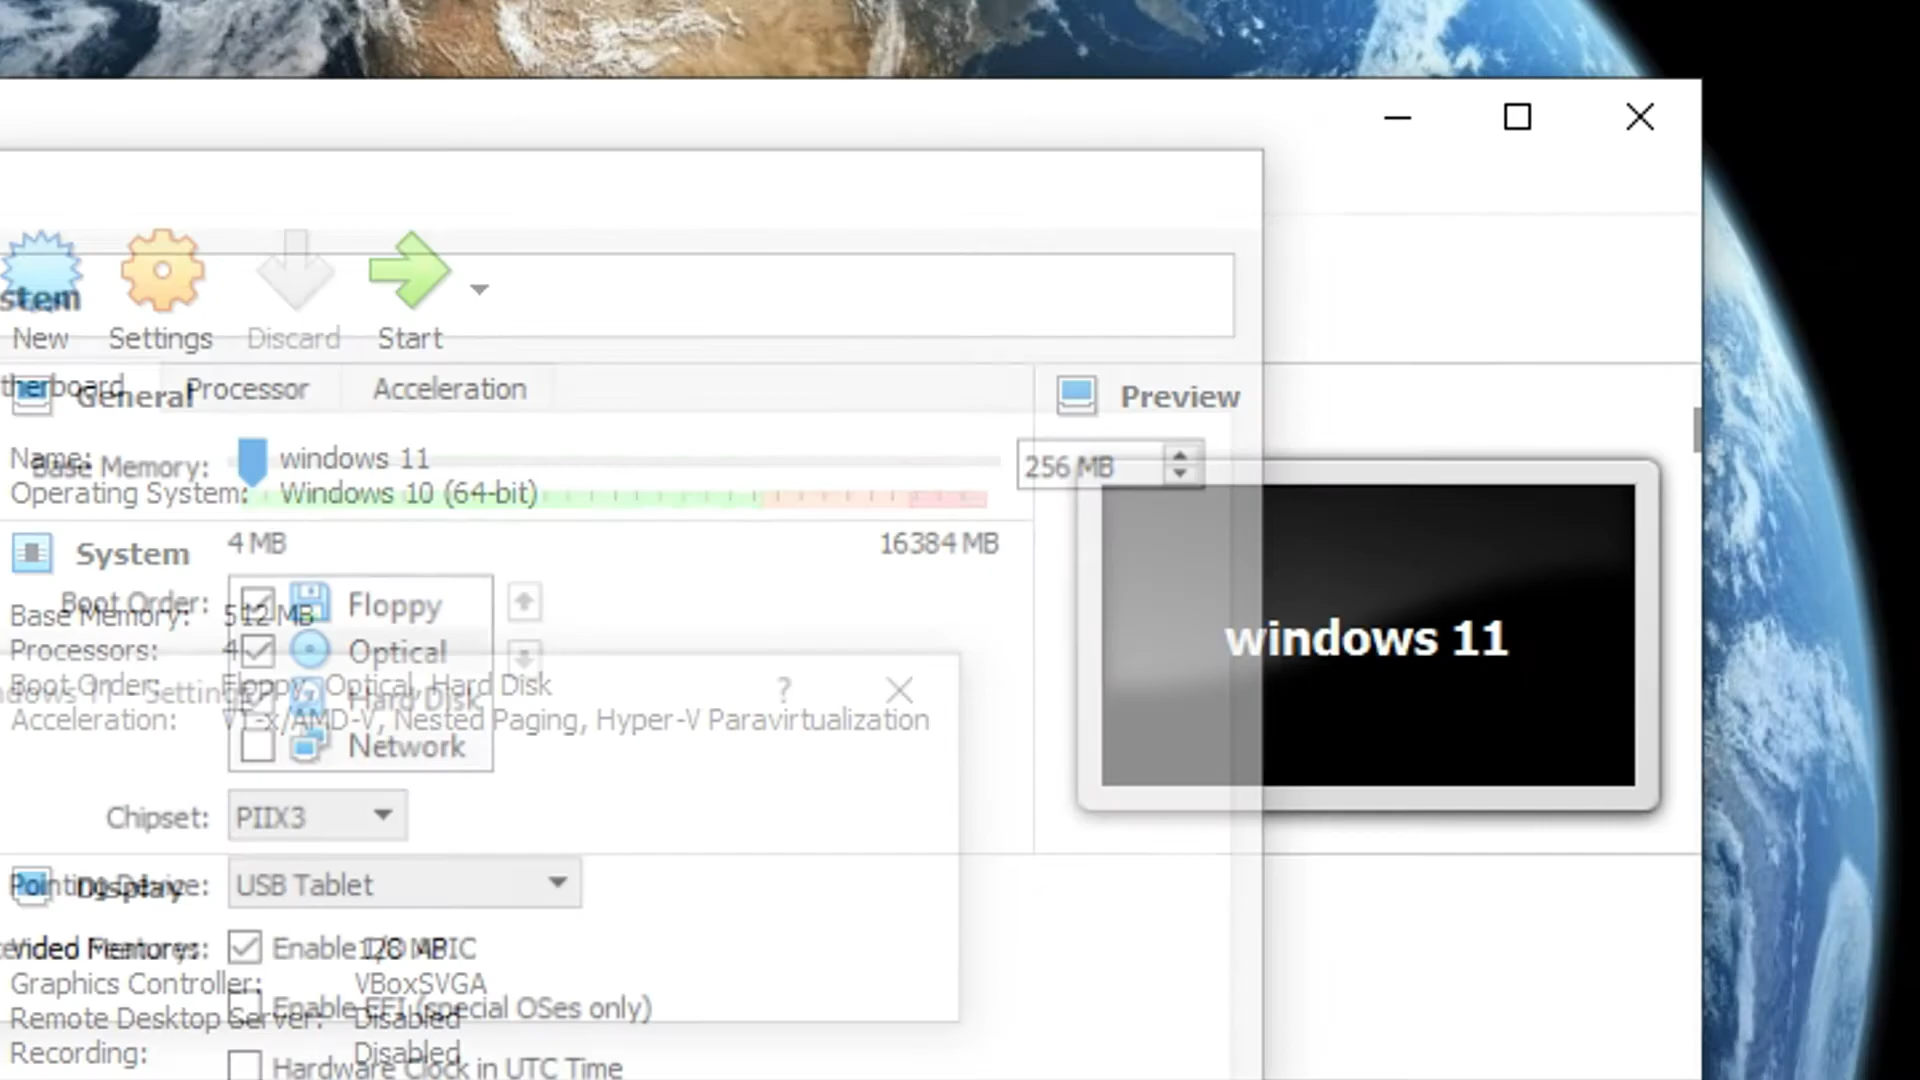 stem
New Settings Discard Start
therboard Processor Acceleration
General
Preview
Name: windows 11
Base Memory: 256 MB
Operating System: Windows 10 (64-bit)
4 MB 16384 MB
System
Boot Order: Floppy
Base Memory: 512 MB
Optical
Processors: 4
Boot Order: Floppy, Optical, Hard Disk
Hard Disk
ndows 11 - Settings ?
Acceleration: VT-x/AMD-V, Nested Paging, Hyper-V Paravirtualization
Network
windows 11
Chipset: PIIX3
Pointing Device: USB Tablet
Display
Video Memory: 128 MB
Features: Enable I/O APIC
Graphics Controller: VBoxSVGA
Enable EFI (special OSes only)
Remote Desktop Server: Disabled
Recording: Disabled
Hardware Clock in UTC Time